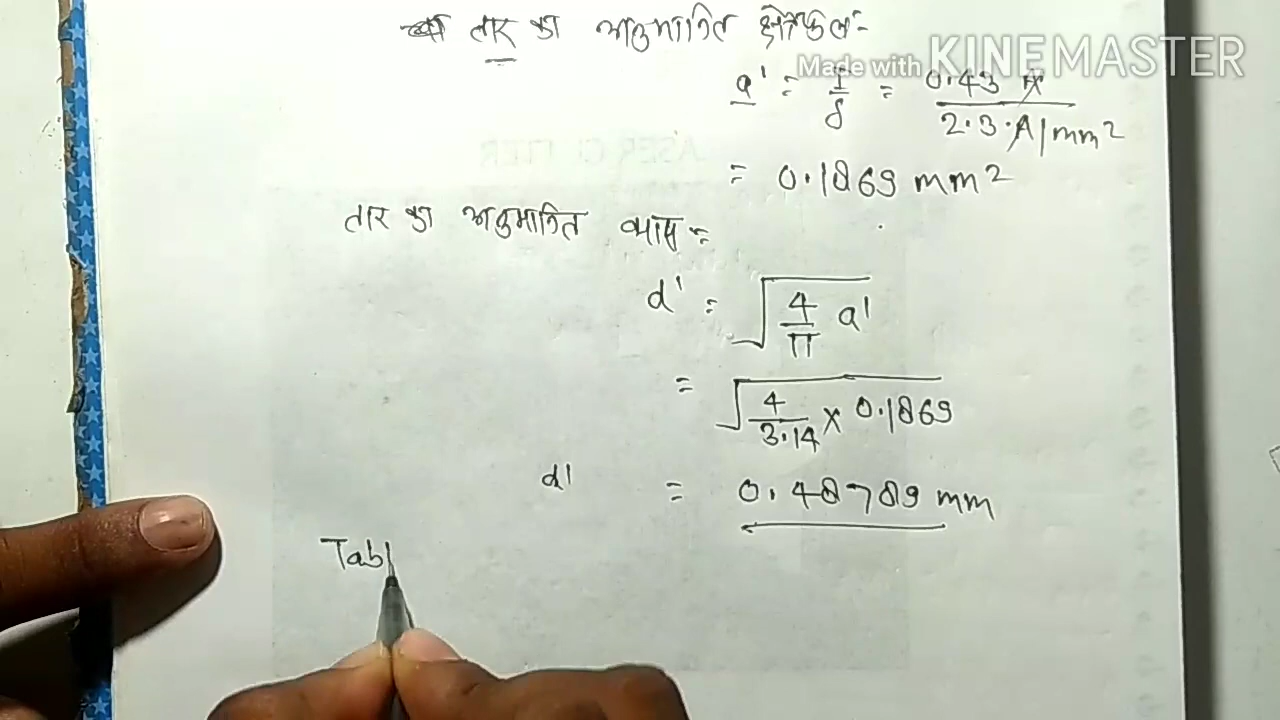 तार का अनुमानित क्षेत्रफल:-
Made with KINEMASTER
a' = I/δ = 0.43 A / 2.3 A/mm²
= 0.1869 mm²
तार का अनुमानित व्यास:-
d' = √(4/π a')
= √(4/3.14 × 0.1869)
d' = 0.48789 mm
Tabl